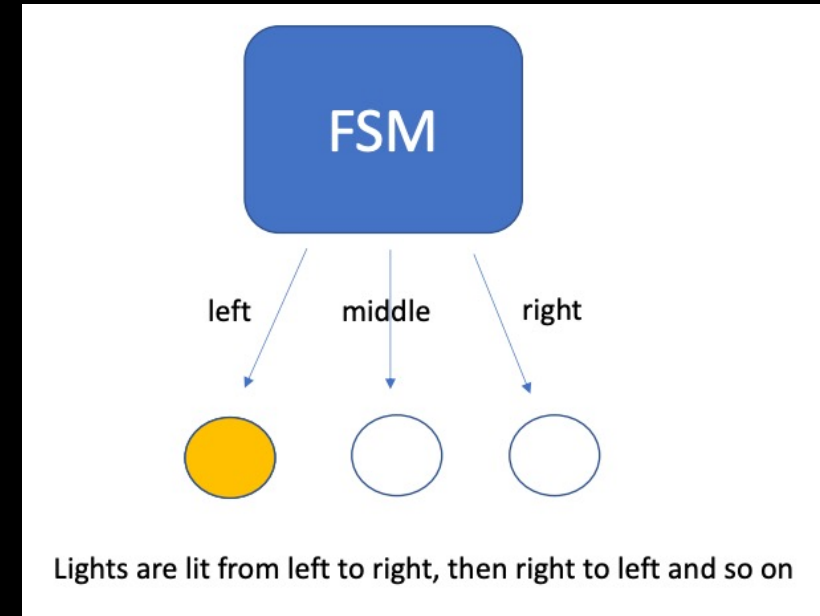 FSM
left
middle
right
Lights are lit from left to right, then right to left and so on